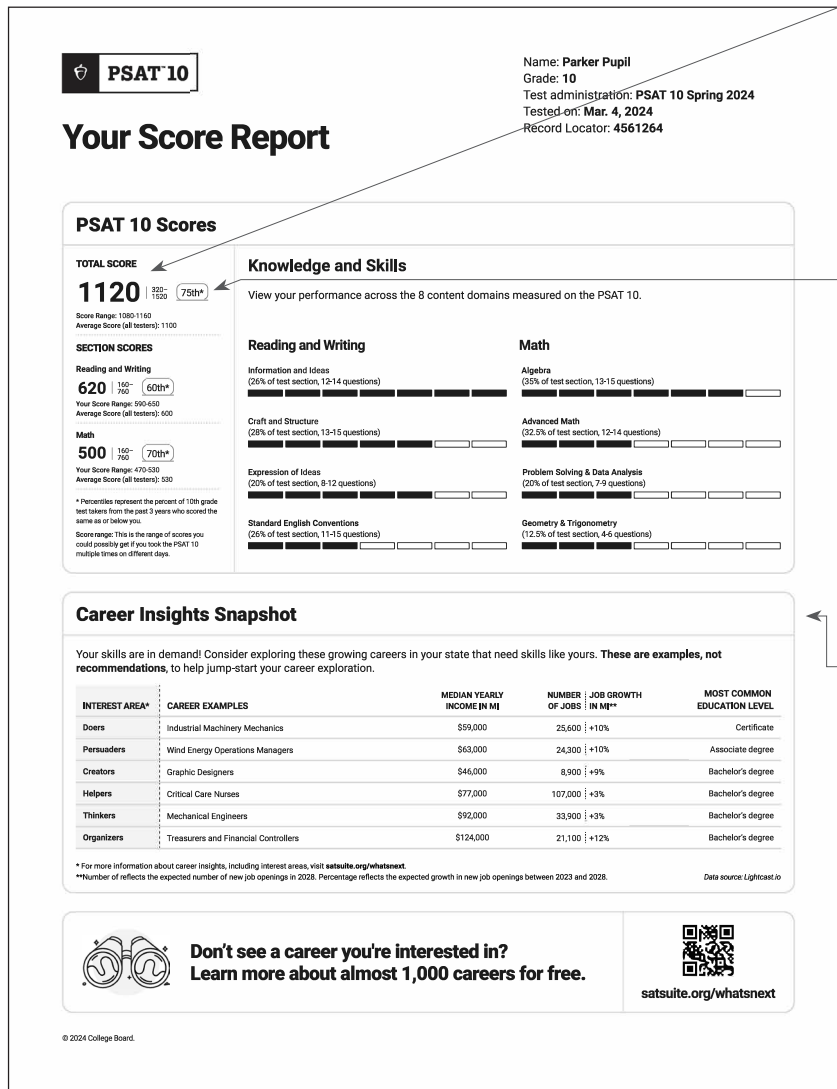 PSAT™10
Name: Parker Pupil
Grade: 10
Test administration: PSAT 10 Spring 2024
Tested on: Mar. 4, 2024
Record Locator: 4561264
Your Score Report
PSAT 10 Scores
TOTAL SCORE
1120 | 320–1520 75th*
Score Range: 1080-1160
Average Score (all testers): 1100
SECTION SCORES
Reading and Writing
620 | 160–760 60th*
Your Score Range: 590-650
Average Score (all testers): 600
Math
500 | 160–760 70th*
Your Score Range: 470-530
Average Score (all testers): 530
* Percentiles represent the percent of 10th grade
test takers from the past 3 years who scored the
same as or below you.
Score range: This is the range of scores you
could possibly get if you took the PSAT 10
multiple times on different days.
Knowledge and Skills
View your performance across the 8 content domains measured on the PSAT 10.
Reading and Writing
Information and Ideas
(26% of test section, 12-14 questions)
Craft and Structure
(28% of test section, 13-15 questions)
Expression of Ideas
(20% of test section, 8-12 questions)
Standard English Conventions
(26% of test section, 11-15 questions)
Math
Algebra
(35% of test section, 13-15 questions)
Advanced Math
(32.5% of test section, 12-14 questions)
Problem Solving & Data Analysis
(20% of test section, 7-9 questions)
Geometry & Trigonometry
(12.5% of test section, 4-6 questions)
Career Insights Snapshot
Your skills are in demand! Consider exploring these growing careers in your state that need skills like yours. These are examples, not
recommendations, to help jump-start your career exploration.
INTEREST AREA* CAREER EXAMPLES MEDIAN YEARLY INCOME IN MI NUMBER OF JOBS JOB GROWTH IN MI** MOST COMMON EDUCATION LEVEL
Doers Industrial Machinery Mechanics $59,000 25,600 +10% Certificate
Persuaders Wind Energy Operations Managers $63,000 24,300 +10% Associate degree
Creators Graphic Designers $46,000 8,900 +9% Bachelor's degree
Helpers Critical Care Nurses $77,000 107,000 +3% Bachelor's degree
Thinkers Mechanical Engineers $92,000 33,900 +3% Bachelor's degree
Organizers Treasurers and Financial Controllers $124,000 21,100 +12% Bachelor's degree
* For more information about career insights, including interest areas, visit satsuite.org/whatsnext.
**Number of reflects the expected number of new job openings in 2028. Percentage reflects the expected growth in new job openings between 2023 and 2028.
Data source: Lightcast.io
Don't see a career you're interested in?
Learn more about almost 1,000 careers for free.
satsuite.org/whatsnext
© 2024 College Board.